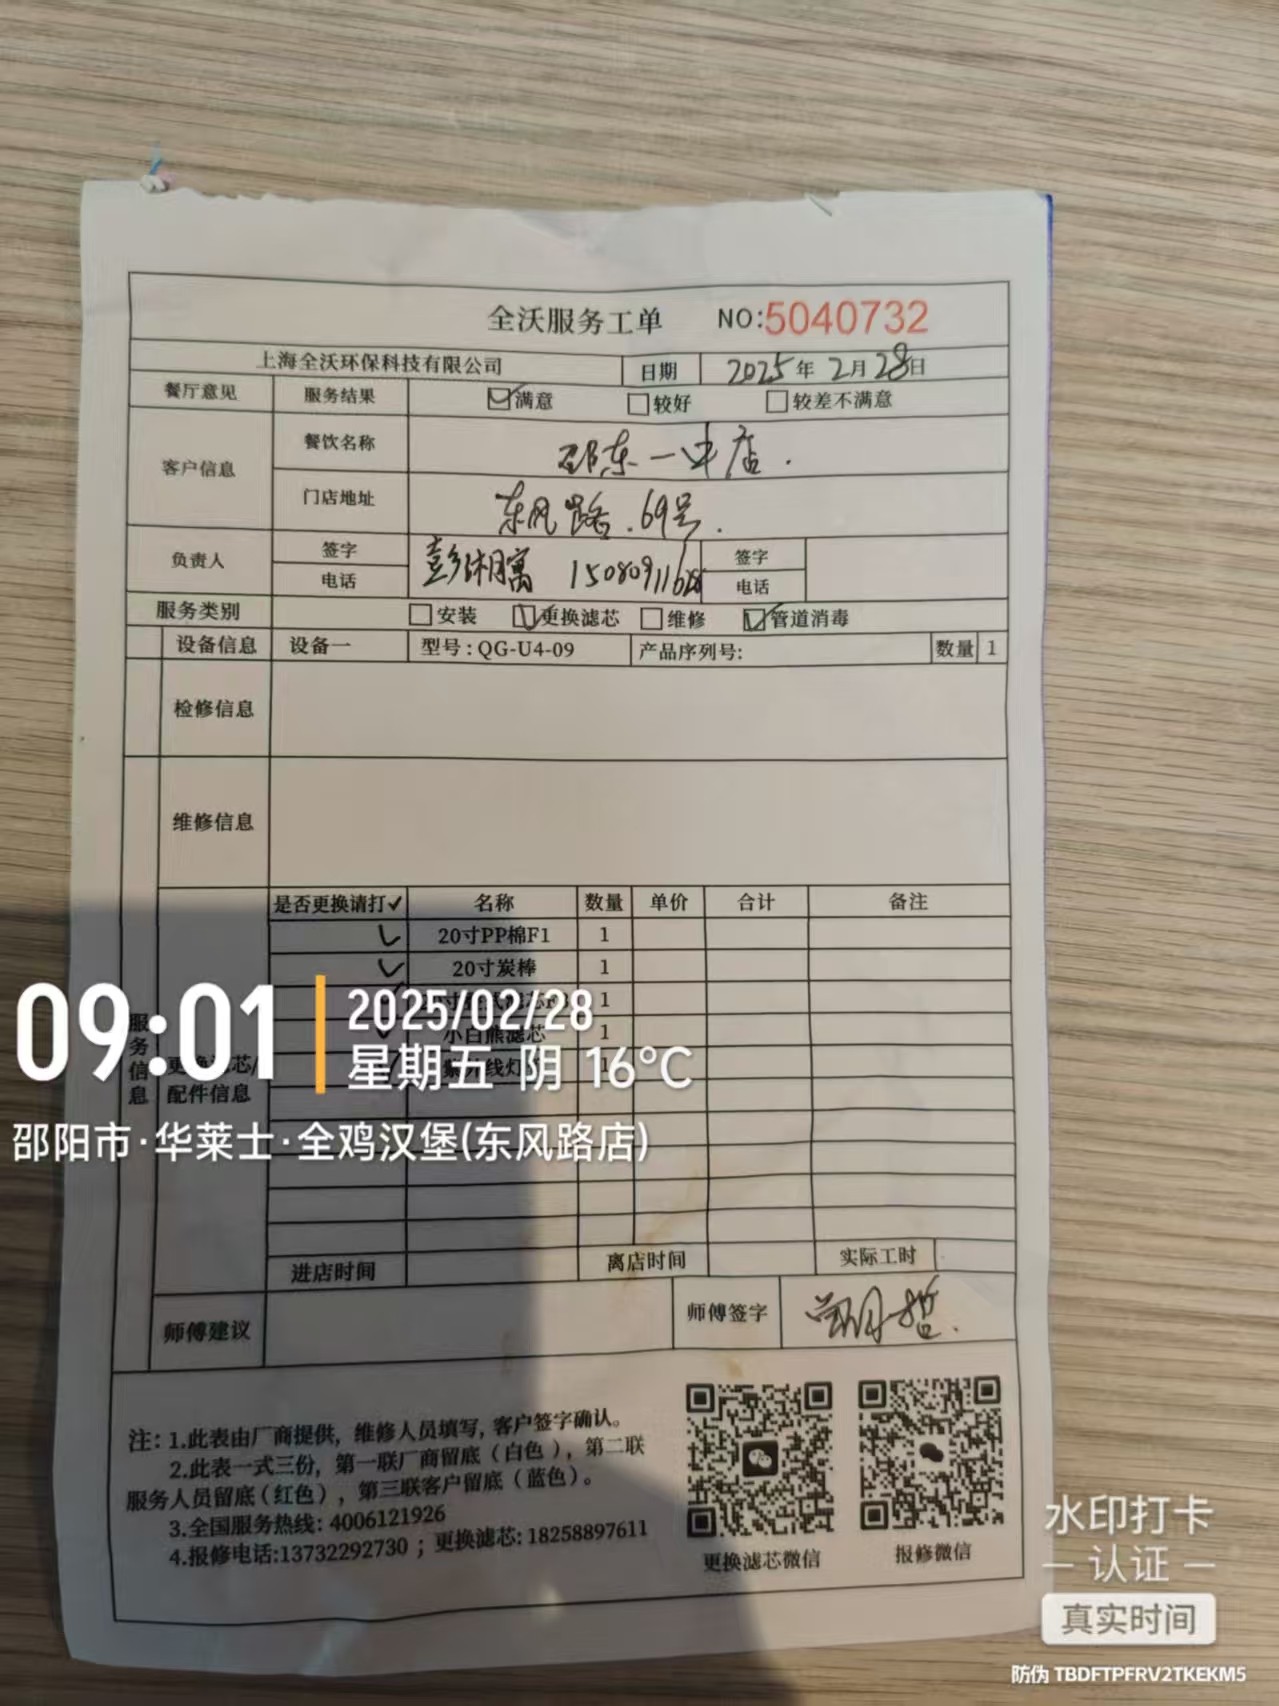 全沃服务工单 NO:5040732
上海全沃环保科技有限公司 日期 2025年2月28日
餐厅意见 服务结果 满意 较好 较差不满意
客户信息 餐饮名称 邵东一中店.
门店地址 东风路.69号.
负责人 签字 彭湘寓 签字
电话 电话
服务类别 安装 更换滤芯 维修 管道消毒
设备信息 设备一 型号:QG-U4-09 产品序列号: 数量 1
检修信息
维修信息
是否更换请打✓ 名称 数量 单价 合计 备注
20寸PP棉F1 1
20寸炭棒 1
1
小白熊滤芯 1
紫外线灯 1
服务信息
更换滤芯/配件信息
进店时间 离店时间 实际工时
师傅建议 师傅签字
注: 1.此表由厂商提供, 维修人员填写, 客户签字确认。
2.此表一式三份, 第一联厂商留底(白色), 第二联
服务人员留底(红色), 第三联客户留底(蓝色)。
3.全国服务热线: 4006121926
4.报修电话:13732292730 ; 更换滤芯: 18258897611
更换滤芯微信 报修微信
09:01 2025/02/28
星期五 阴 16°C
邵阳市·华莱士·全鸡汉堡(东风路店)
水印打卡
认证
真实时间
防伪 TBDFTPFRV2TKEKM5